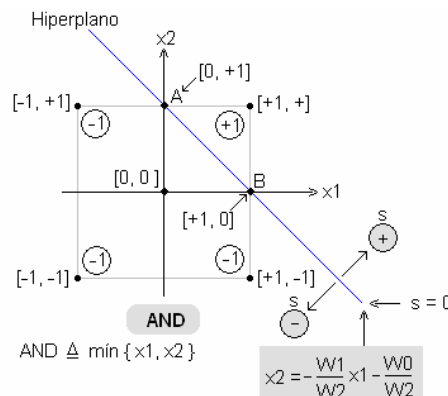 Hiperplano
x2
[0, +1]
[-1, +1]
A
[+1, +]
-1
+1
[0, 0]
B
x1
[+1, 0]
s
+
[-1, -1]
-1
-1
[+1, -1]
s
-
s = 0
AND
AND ≜ mín {x1, x2}
x2 = - W1/W2 x1 - W0/W2